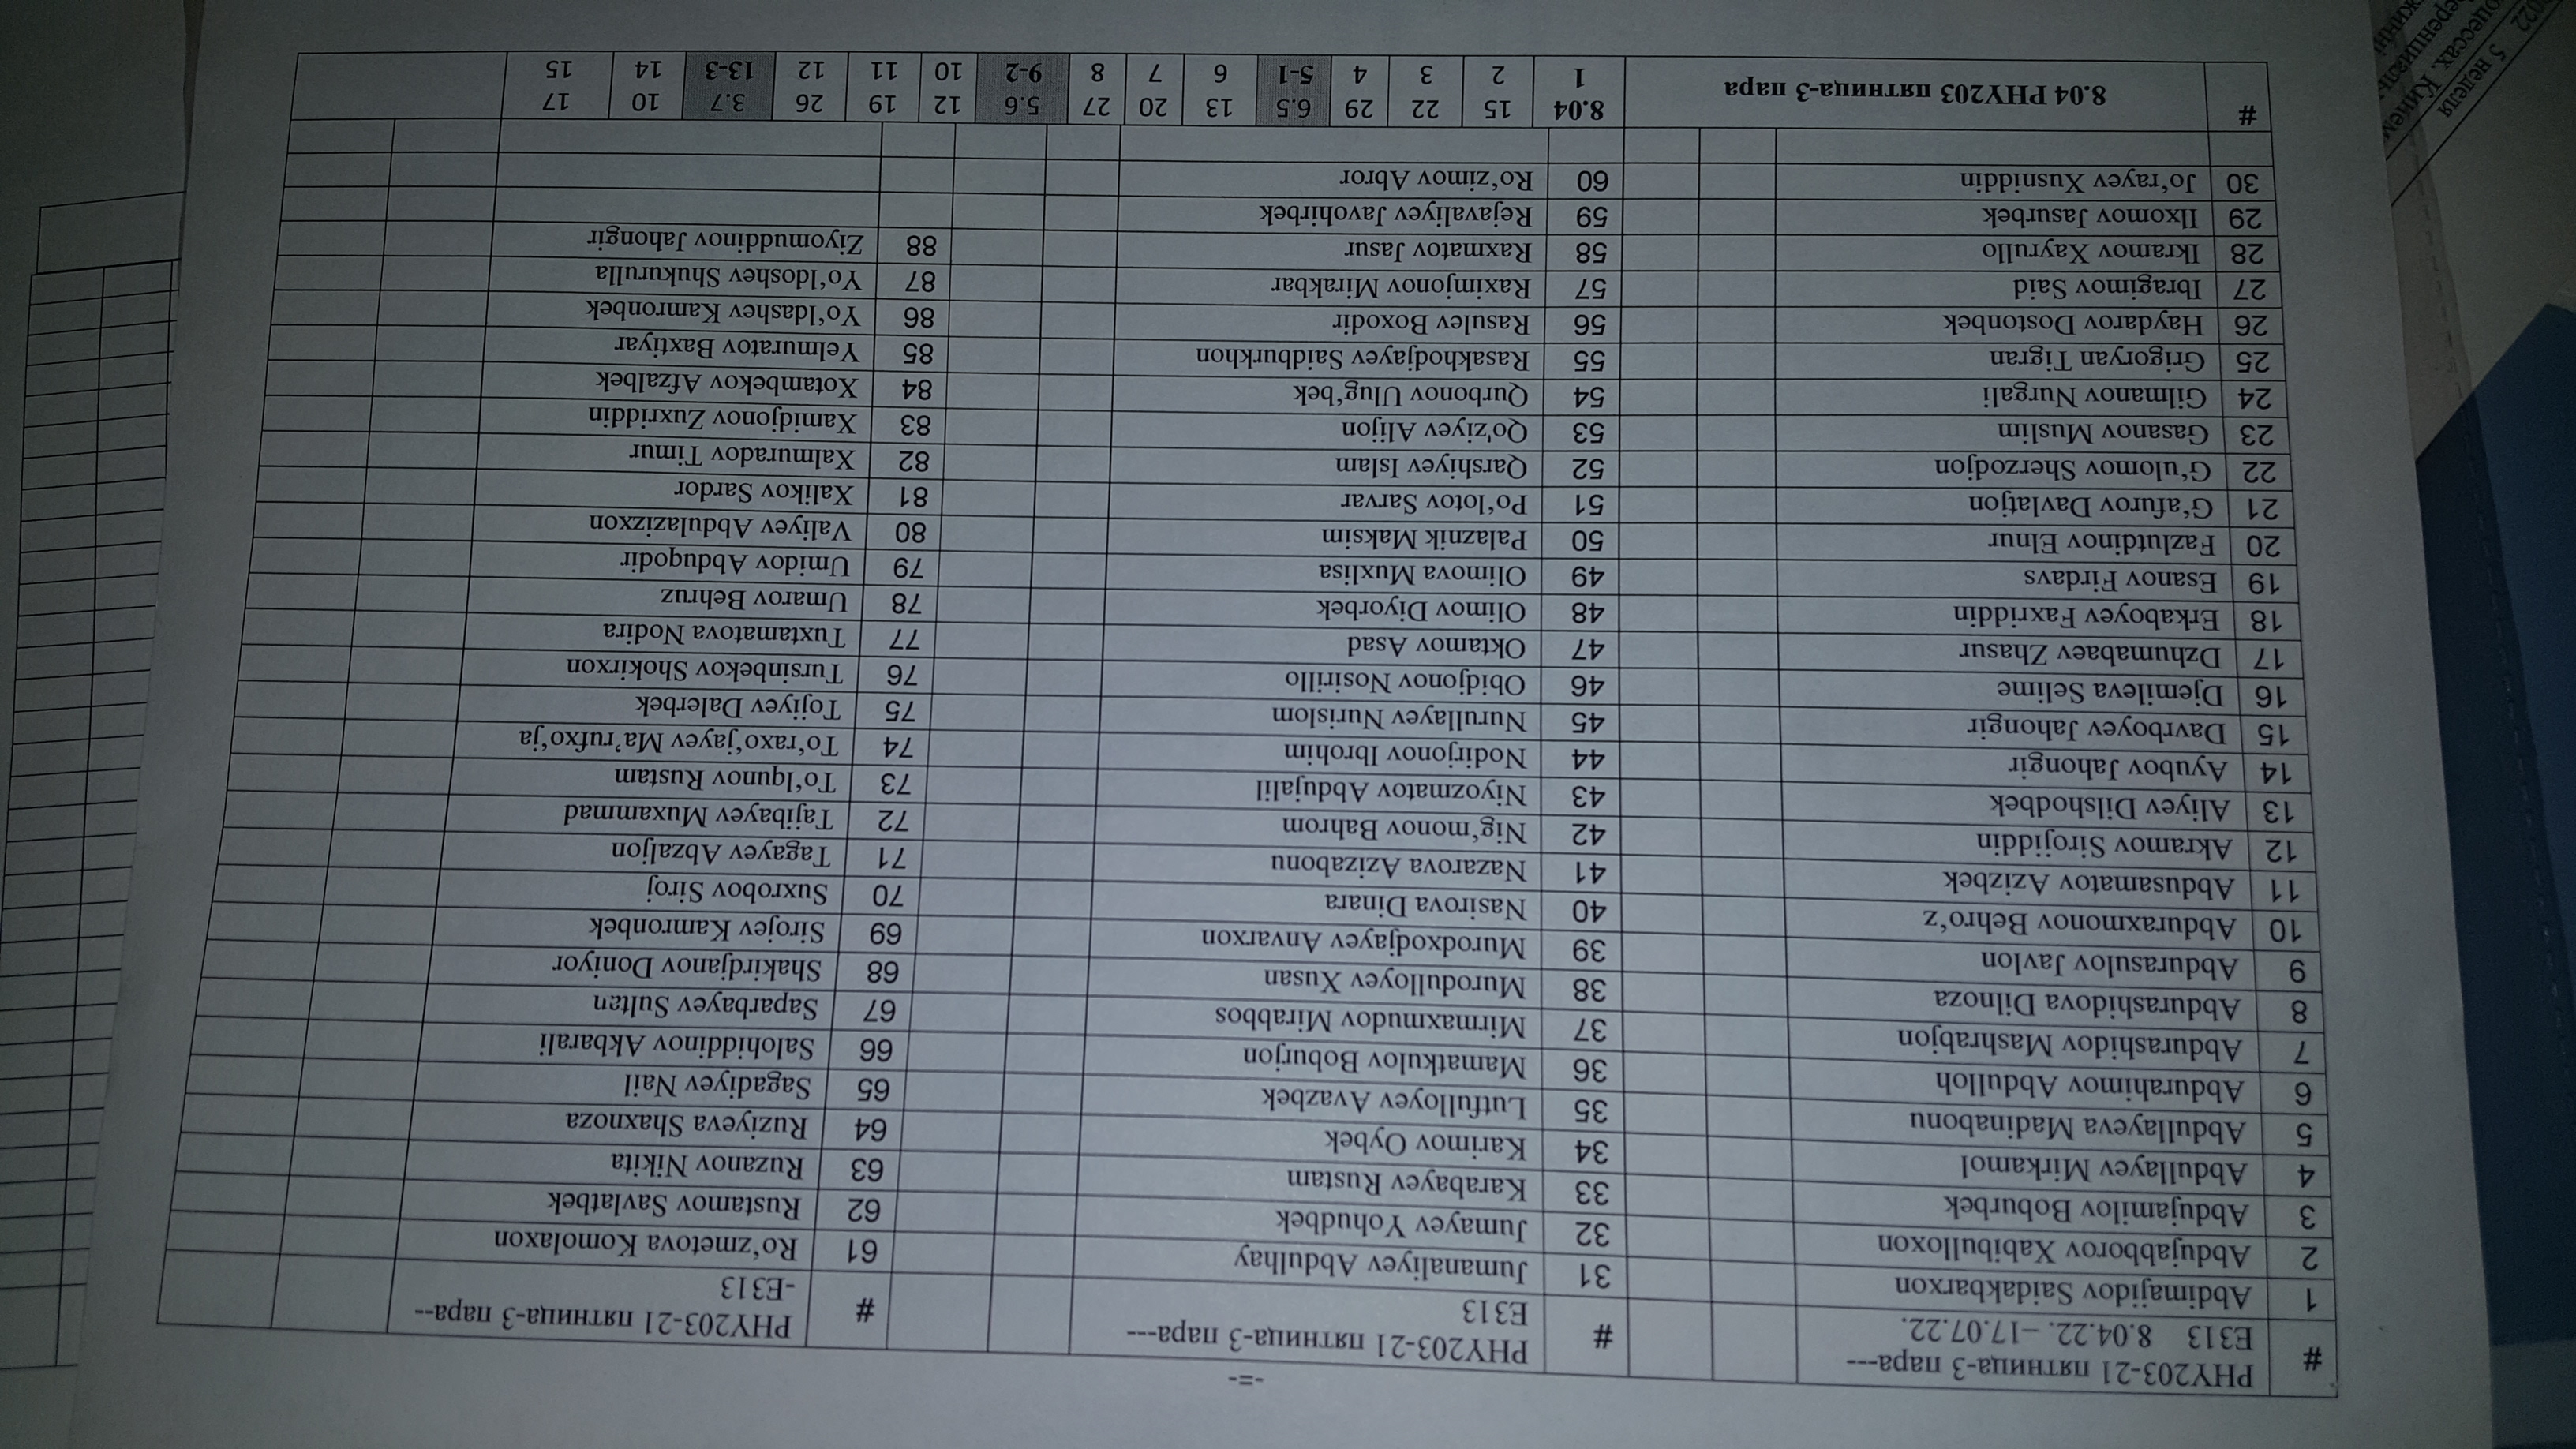 -=-
# PHY203-21 пятница-3 пара---
E313 8.04.22. –17.07.22.
1 Abdimajidov Saidakbarxon
2 Abdujabborov Xabibulloxon
3 Abdujamilov Boburbek
4 Abdullayev Mirkamol
5 Abdullayeva Madinabonu
6 Abdurahimov Abdulloh
7 Abdurashidov Mashrabjon
8 Abdurashidova Dilnoza
9 Abdurasulov Javlon
10 Abduraxmonov Behro‘z
11 Abdusamatov Azizbek
12 Akramov Sirojiddin
13 Aliyev Dilshodbek
14 Ayubov Jahongir
15 Davrboyev Jahongir
16 Djemileva Selime
17 Dzhumabaev Zhasur
18 Erkaboyev Faxriddin
19 Esanov Firdavs
20 Fazlutdinov Elnur
21 G‘afurov Davlatjon
22 G‘ulomov Sherzodjon
23 Gasanov Muslim
24 Gilmanov Nurgali
25 Grigoryan Tigran
26 Haydarov Dostonbek
27 Ibragimov Said
28 Ikramov Xayrullo
29 Ilxomov Jasurbek
30 Jo‘rayev Xusniddin
# PHY203-21 пятница-3 пара---
E313
31 Jumanaliyev Abdulhay
32 Jumayev Yohudbek
33 Karabayev Rustam
34 Karimov Oybek
35 Lutfulloyev Avazbek
36 Mamatkulov Boburjon
37 Mirmaxmudov Mirabbos
38 Murodulloyev Xusan
39 Murodxodjayev Anvarxon
40 Nasirova Dinara
41 Nazarova Azizabonu
42 Nig‘monov Bahrom
43 Niyozmatov Abdujalil
44 Nodirjonov Ibrohim
45 Nurullayev Nurislom
46 Obidjonov Nosirillo
47 Oktamov Asad
48 Olimov Diyorbek
49 Olimova Muxlisa
50 Palaznik Maksim
51 Po‘lotov Sarvar
52 Qarshiyev Islam
53 Qo'ziyev Alijon
54 Qurbonov Ulug‘bek
55 Rasakhodjayev Saidburkhon
56 Rasulev Boxodir
57 Raximjonov Mirakbar
58 Raxmatov Jasur
59 Rejavaliyev Javohirbek
60 Ro‘zimov Abror
# PHY203-21 пятница-3 пара--
-E313
61 Ro‘zmetova Komolaxon
62 Rustamov Savlatbek
63 Ruzanov Nikita
64 Ruziyeva Shaxnoza
65 Sagadiyev Nail
66 Salohiddinov Akbarali
67 Saparbayev Sultan
68 Shakirdjanov Doniyor
69 Sirojev Kamronbek
70 Suxrobov Siroj
71 Tagayev Abzaljon
72 Tajibayev Muxammad
73 To‘lqunov Rustam
74 To‘raxo‘jayev Ma’rufxo‘ja
75 Tojiyev Dalerbek
76 Tursinbekov Shokirxon
77 Tuxtamatova Nodira
78 Umarov Behruz
79 Umidov Abduqodir
80 Valiyev Abdulazizxon
81 Xalikov Sardor
82 Xalmuradov Timur
83 Xamidjonov Zuxriddin
84 Xotambekov Afzalbek
85 Yelmuratov Baxtiyar
86 Yo‘ldashev Kamronbek
87 Yo‘ldoshev Shukurulla
88 Ziyomuddinov Jahongir
# 8.04 PHY203 пятница-3 пара
8.04 15 22 29 6.5 13 20 27 5.6 12 19 26 3.7 10 17
1 2 3 4 5-1 6 7 8 9-2 10 11 12 13-3 14 15
5 неделя